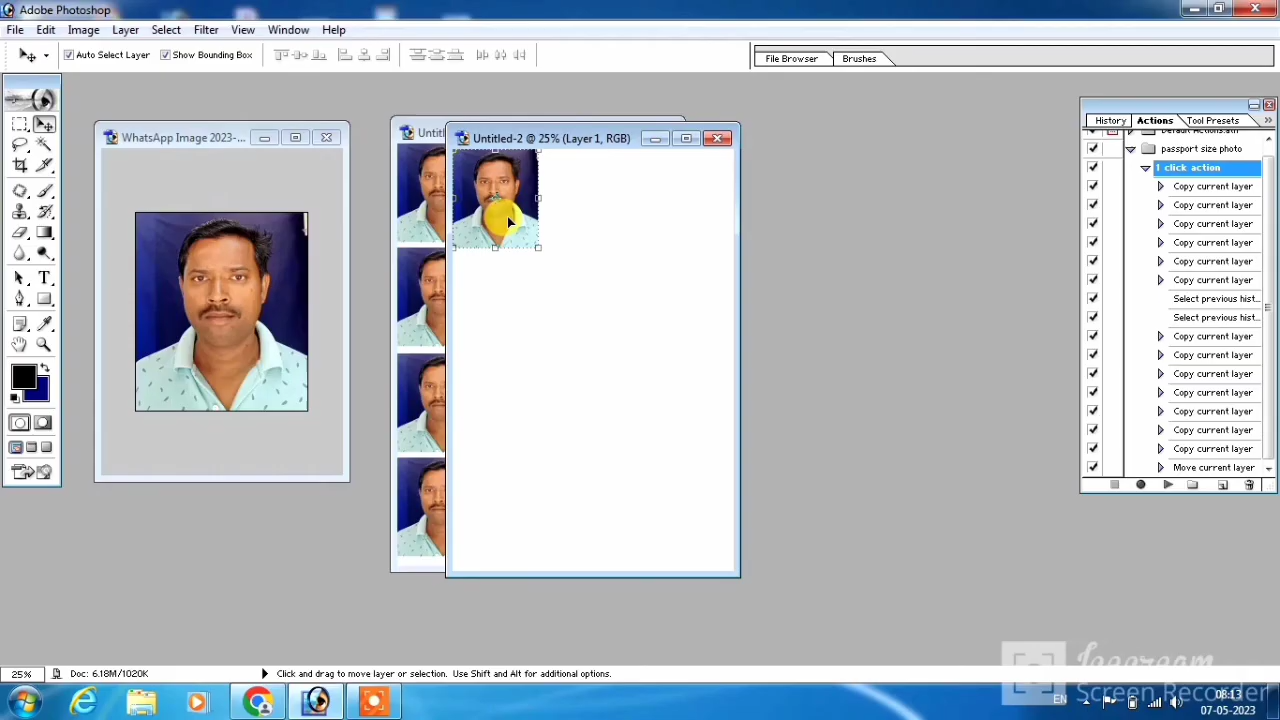 Adobe Photoshop
File Edit Image Layer Select Filter View Window Help
Auto Select Layer Show Bounding Box
File Browser Brushes
WhatsApp Image 2023-...
Untitled-2 @ 25% (Layer 1, RGB)
History Actions Tool Presets
Default Actions.atn
passport size photo
1 click action
Copy current layer
Copy current layer
Copy current layer
Copy current layer
Copy current layer
Copy current layer
Select previous hist...
Select previous hist...
Copy current layer
Copy current layer
Copy current layer
Copy current layer
Copy current layer
Copy current layer
Copy current layer
Move current layer
25% Doc: 6.18M/1020K Click and drag to move layer or selection. Use Shift and Alt for additional options.
Icecream
Screen Recorder
EN 08:13
07-05-2023